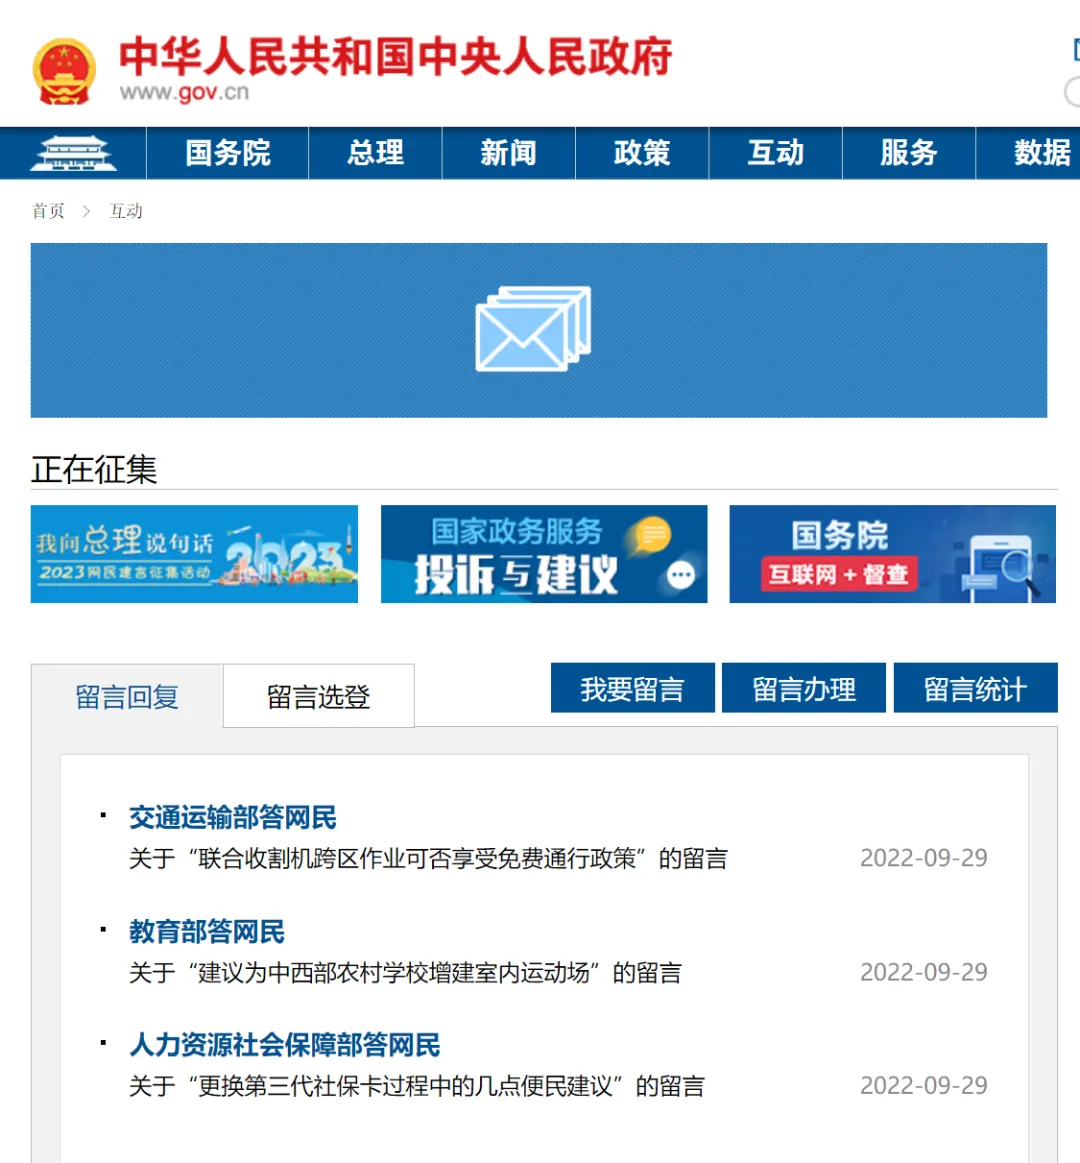 中华人民共和国中央人民政府
www.gov.cn
国务院 总理 新闻 政策 互动 服务 数据
首页 > 互动
正在征集
我向总理说句话
2023网民建言征集活动
2023
国家政务服务
投诉与建议
国务院
互联网+督查
留言回复 留言选登 我要留言 留言办理 留言统计
· 交通运输部答网民
关于“联合收割机跨区作业可否享受免费通行政策”的留言 2022-09-29
· 教育部答网民
关于“建议为中西部农村学校增建室内运动场”的留言 2022-09-29
· 人力资源社会保障部答网民
关于“更换第三代社保卡过程中的几点便民建议”的留言 2022-09-29